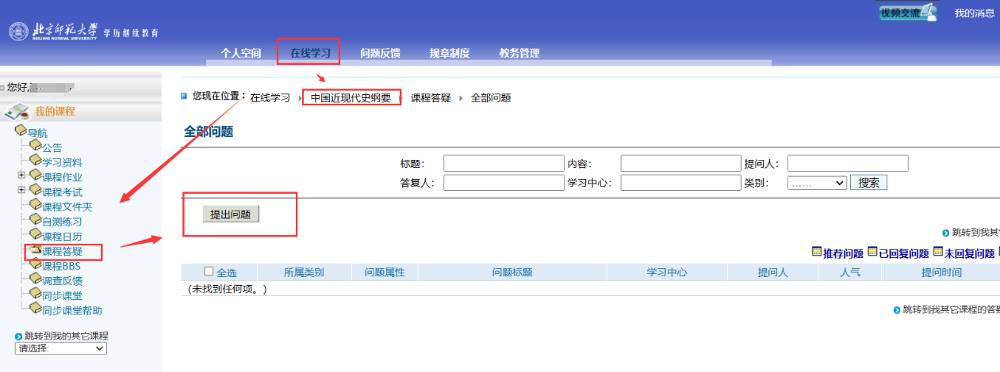 视频交流 我的消息
北京师范大学 学历继续教育
BEIJING NORMAL UNIVERSITY
个人空间 在线学习 问题反馈 规章制度 教务管理
您好,
我的课程
导航
公告
学习资料
课程作业
课程考试
课程文件夹
自测练习
课程日历
课程答疑
课程BBS
调查反馈
同步课堂
同步课堂帮助
跳转到我的其它课程
请选择:
您现在位置： 在线学习 中国近现代史纲要 课程答疑 全部问题
全部问题
标题： 内容： 提问人：
答复人： 学习中心： 类别： ...... 搜索
提出问题
跳转到我其
推荐问题 已回复问题 未回复问题
全选 所属类别 问题属性 问题标题 学习中心 提问人 人气 提问时间
(未找到任何项。)
跳转到我其它课程的答